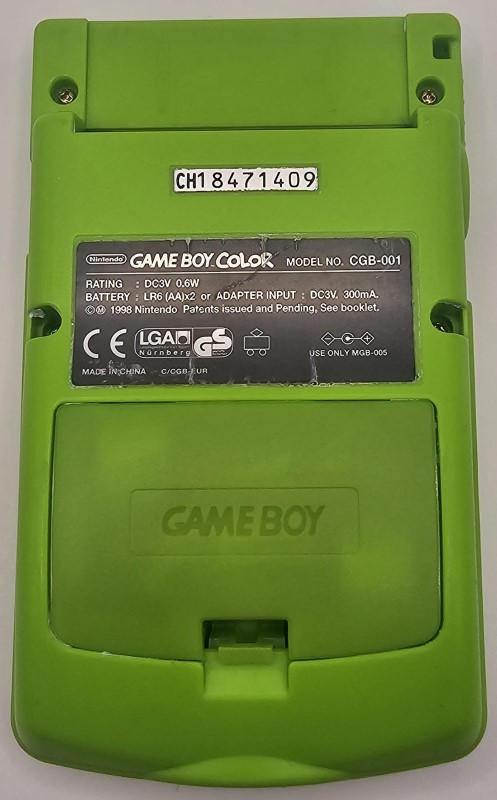 CH18471409
Nintendo GAME BOY COLOR MODEL NO. CGB-001
RATING : DC3V 0.6W
BATTERY : LR6 (AA)x2 or ADAPTER INPUT : DC3V. 300mA.
©Ⓜ 1998 Nintendo Patents issued and Pending, See booklet.
CE LGA Nürnberg GS
USE ONLY MGB-005
MADE IN CHINA C/CGB-EUR
GAME BOY